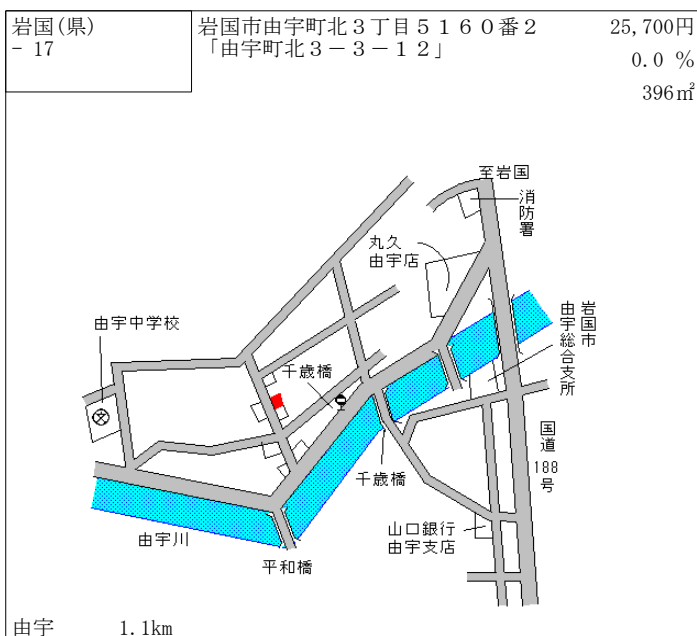 岩国(県)
- 17
岩国市由宇町北３丁目５１６０番２
「由宇町北３－３－１２」
25,700円
0.0 %
396㎡
至岩国
消防署
丸久
由宇店
岩国市
由宇総合支所
由宇中学校
千歳橋
国道
188
号
千歳橋
山口銀行
由宇支店
由宇川
平和橋
由宇 1.1km